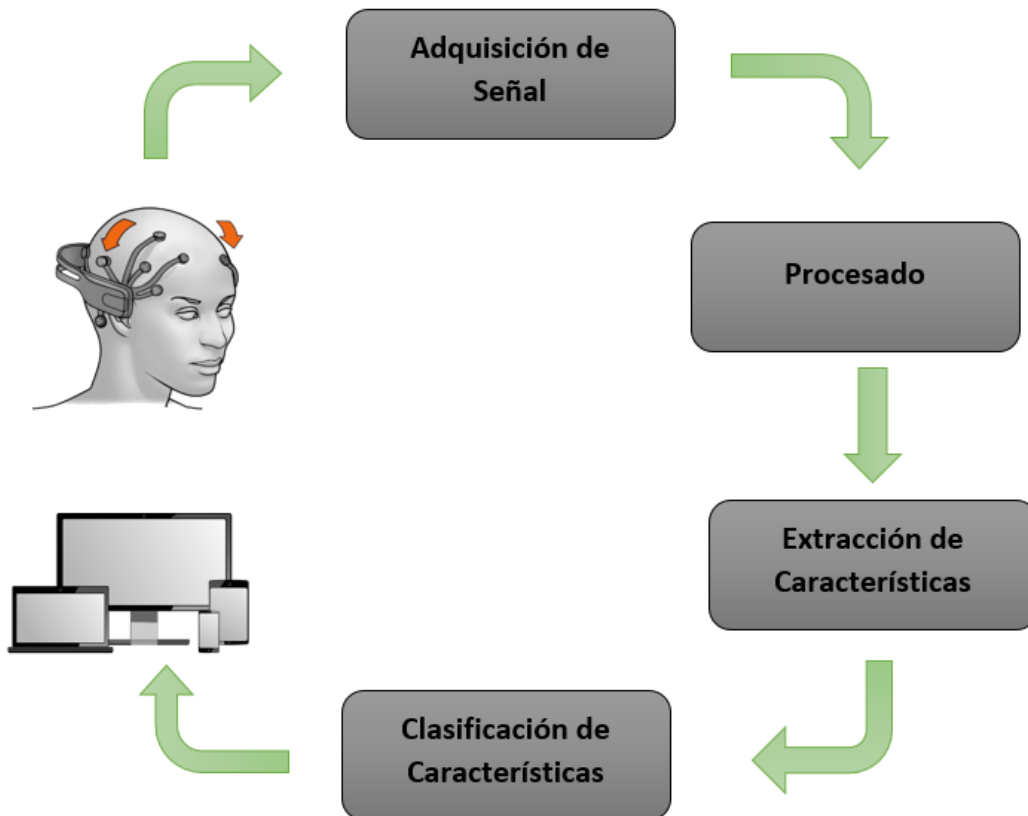 Adquisición de
Señal
Procesado
Extracción de
Características
Clasificación de
Características